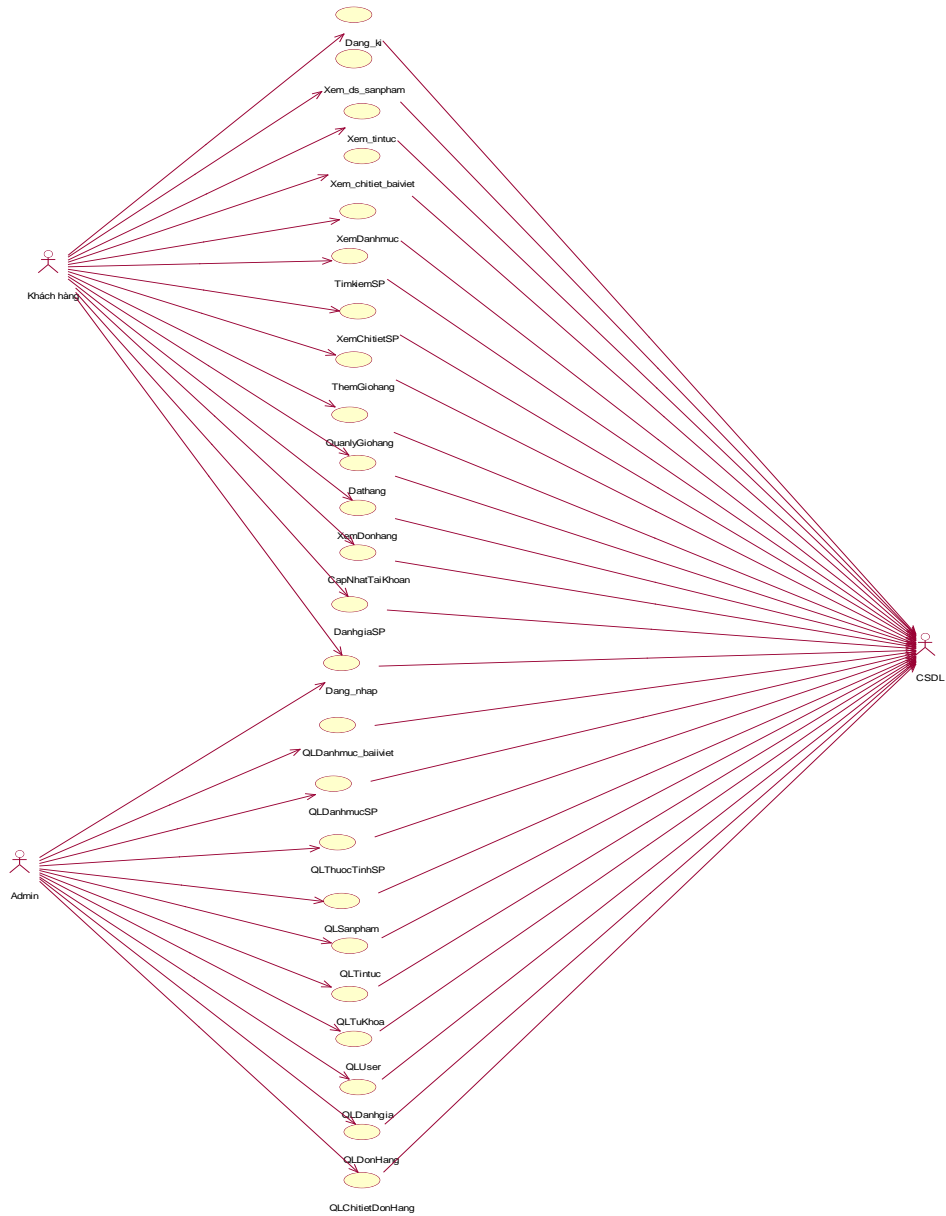 Dang_ki
Xem_ds_sanpham
Xem_tintuc
Xem_chitiet_baiviet
XemDanhmuc
TimkiemSP
Khách hàng
XemChitietSP
ThemGiohang
QuanlyGiohang
Dathang
XemDonhang
CapNhatTaiKhoan
DanhgiaSP
CSDL
Dang_nhap
QLDanhmuc_baiiviet
QLDanhmucSP
QLThuocTinhSP
Admin
QLSanpham
QLTintuc
QLTuKhoa
QLUser
QLDanhgia
QLDonHang
QLChitietDonHang